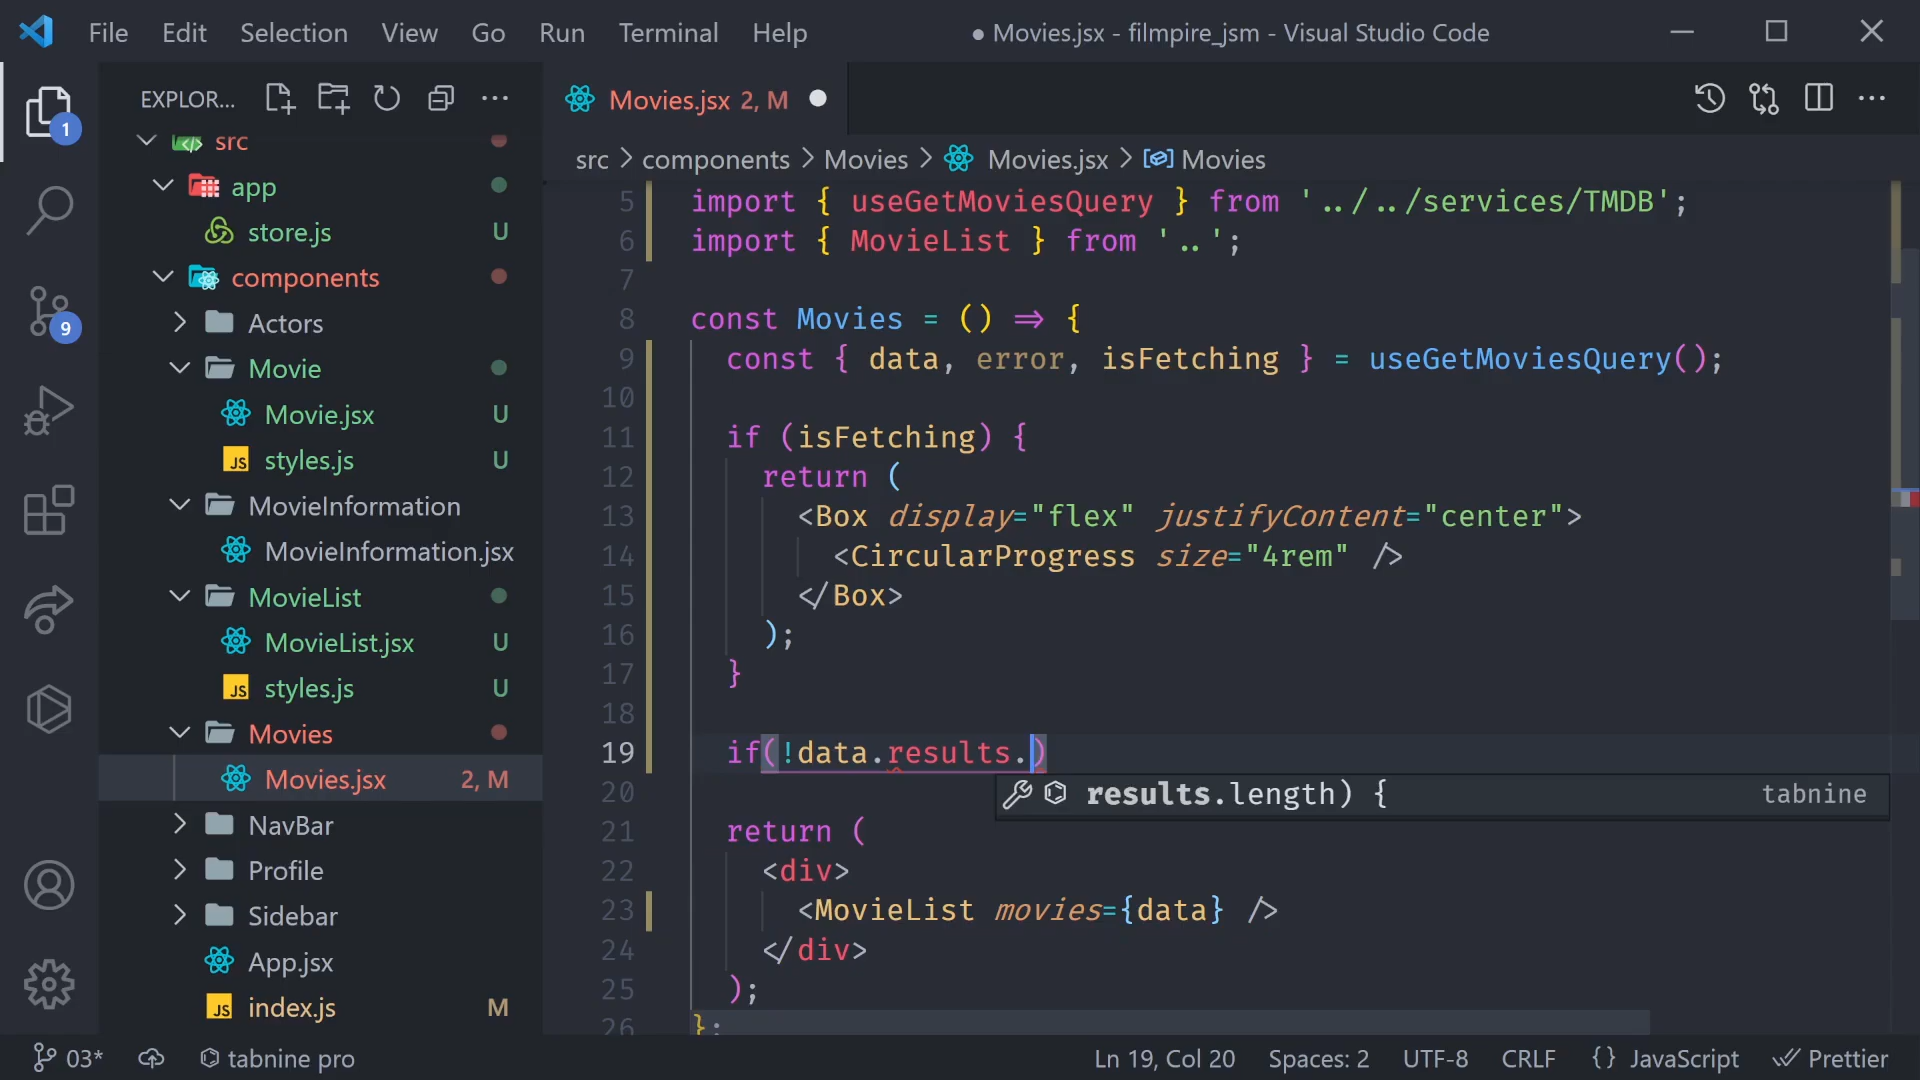 File Edit Selection View Go Run Terminal Help ● Movies.jsx - filmpire_jsm - Visual Studio Code
EXPLOR...
1
9
src
app
store.js U
components
Actors
Movie
Movie.jsx U
styles.js U
MovieInformation
MovieInformation.jsx
MovieList
MovieList.jsx U
styles.js U
Movies
Movies.jsx 2, M
NavBar
Profile
Sidebar
App.jsx
index.js M
Movies.jsx 2, M
src > components > Movies > Movies.jsx > Movies
5 import { useGetMoviesQuery } from '../../services/TMDB';
6 import { MovieList } from '..';
7
8 const Movies = () => {
9 const { data, error, isFetching } = useGetMoviesQuery();
10
11 if (isFetching) {
12 return (
13 <Box display="flex" justifyContent="center">
14 <CircularProgress size="4rem" />
15 </Box>
16 );
17 }
18
19 if(!data.results.)
results.length) { tabnine
20
21 return (
22 <div>
23 <MovieList movies={data} />
24 </div>
25 );
26 };
03* tabnine pro Ln 19, Col 20 Spaces: 2 UTF-8 CRLF {} JavaScript Prettier